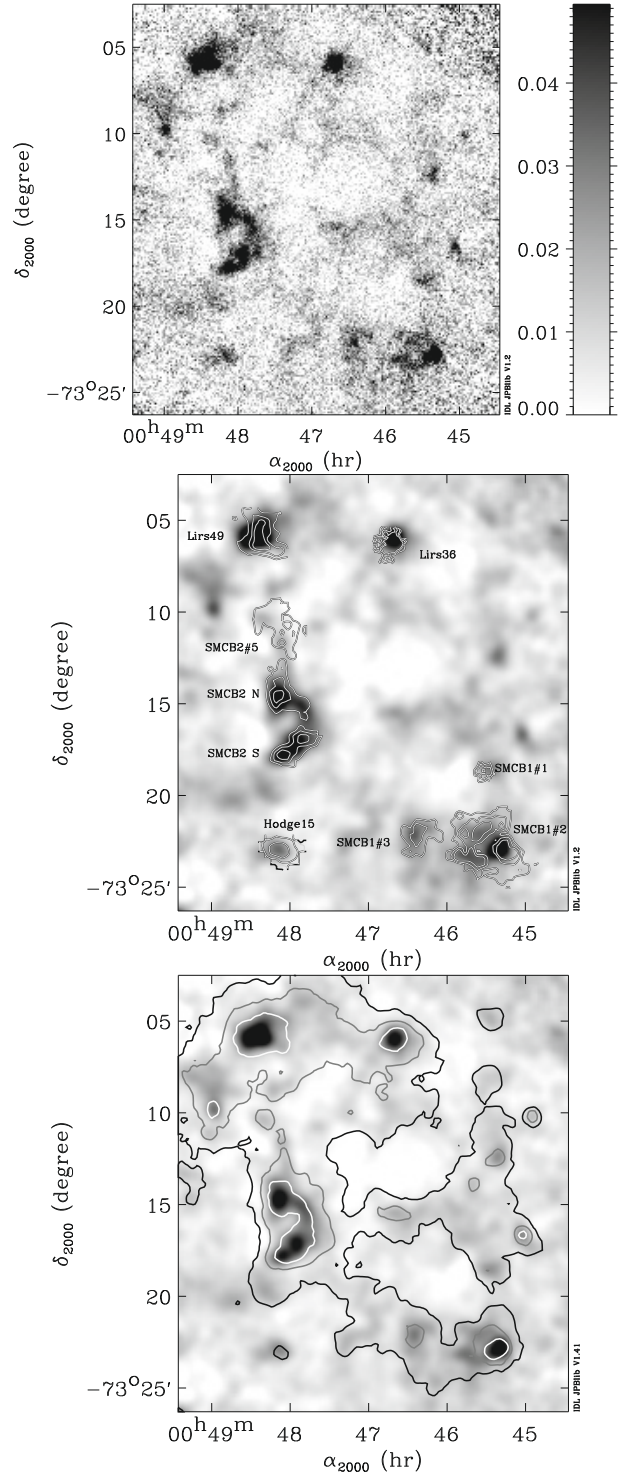 05
10
15
20
−73°25′
δ2000 (degree)
00h49m 48 47 46 45
α2000 (hr)
0.04
0.03
0.02
0.01
0.00
IDL JPBlib V1.2
05
10
15
20
−73°25′
δ2000 (degree)
Lirs49
Lirs36
SMCB2#5
SMCB2 N
SMCB2 S
SMCB1#1
Hodge15
SMCB1#2
SMCB1#3
IDL JPBlib V1.2
00h49m 48 47 46 45
α2000 (hr)
05
10
15
20
−73°25′
δ2000 (degree)
IDL JPBlib V1.41
00h49m 48 47 46 45
α2000 (hr)